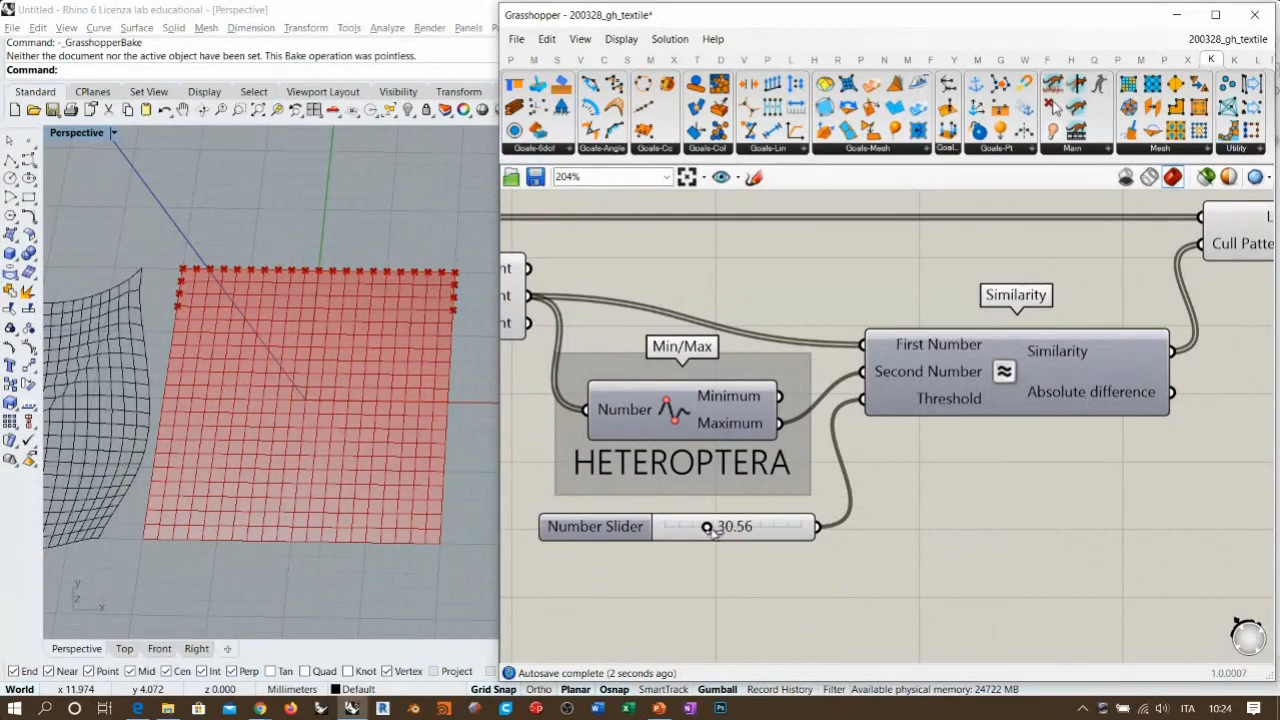 Untitled - Rhino 6 Licenza lab educational - [Perspective]
File Edit View Curve Surface Solid Mesh Dimension Transform Tools Analyze Render Panels
Command: -_GrasshopperBake
Neither the document nor the active object have been set. This Bake operation was pointless.
Command:
Standard CPlanes Set View Display Select Viewport Layout Visibility Transform
Perspective
Grasshopper - 200328_gh_textile*
File Edit View Display Solution Help
200328_gh_textile*
P M S V C I S M K X T D P V T L H R P M A E T P M F H R K L
Goals-6dof Goals-Angle Goals-Co Goals-Col Goals-Lin Goals-Mesh Goal.. Goals-Pt Main Mesh Utility
204%
nt
nt
nt
L
Cull Patte
Similarity
Min/Max
First Number
Second Number
Threshold
Similarity
Absolute difference
Number
Minimum
Maximum
HETEROPTERA
Number Slider 30.56
y
z x
Perspective Top Front Right
End Near Point Mid Cen Int Perp Tan Quad Knot Vertex Project
Autosave complete (2 seconds ago)
1.0.0007
World x 11.974 y 4.072 z 0.000 Millimeters Default Grid Snap Ortho Planar Osnap SmartTrack Gumball Record History Filter Available physical memory: 24722 MB
ITA 10:24